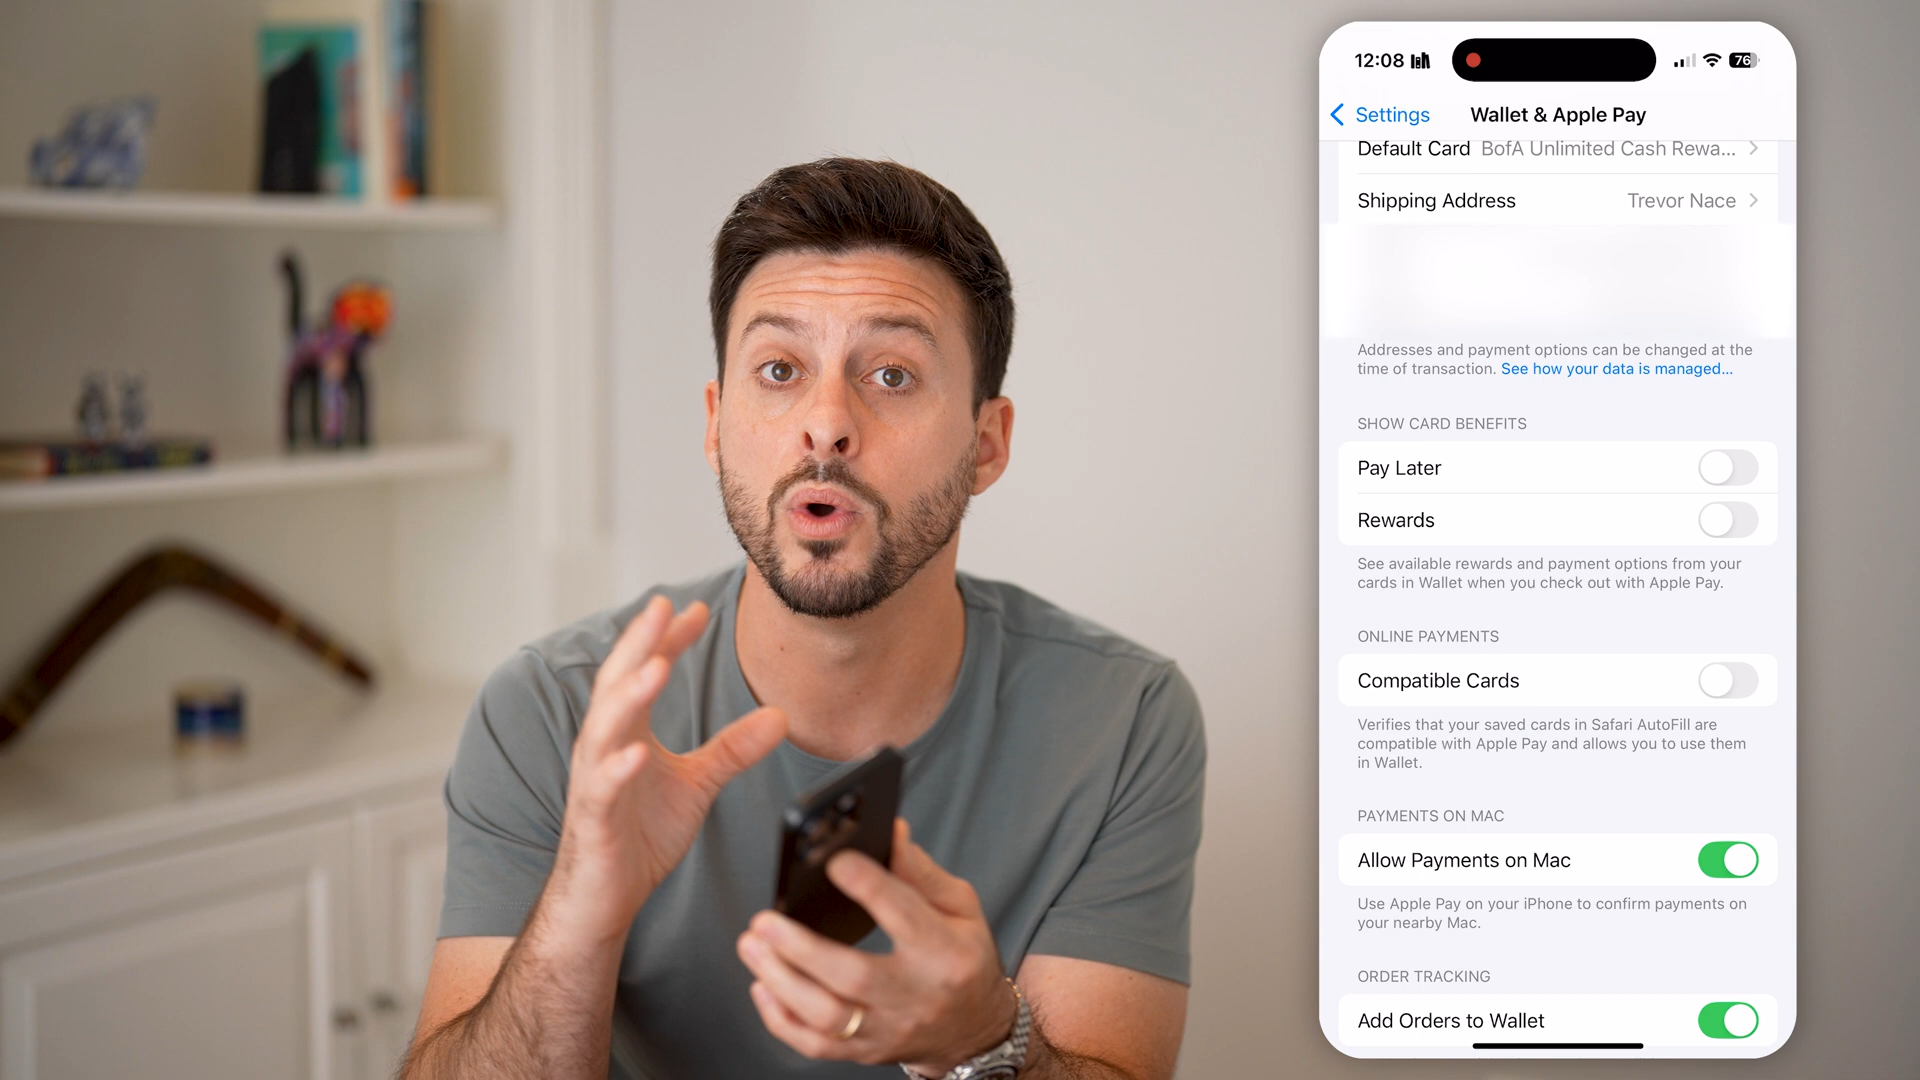 12:08
76
Settings
Wallet & Apple Pay
Default Card BofA Unlimited Cash Rewa...
Shipping Address Trevor Nace
Addresses and payment options can be changed at the
time of transaction. See how your data is managed...
SHOW CARD BENEFITS
Pay Later
Rewards
See available rewards and payment options from your
cards in Wallet when you check out with Apple Pay.
ONLINE PAYMENTS
Compatible Cards
Verifies that your saved cards in Safari AutoFill are
compatible with Apple Pay and allows you to use them
in Wallet.
PAYMENTS ON MAC
Allow Payments on Mac
Use Apple Pay on your iPhone to confirm payments on
your nearby Mac.
ORDER TRACKING
Add Orders to Wallet